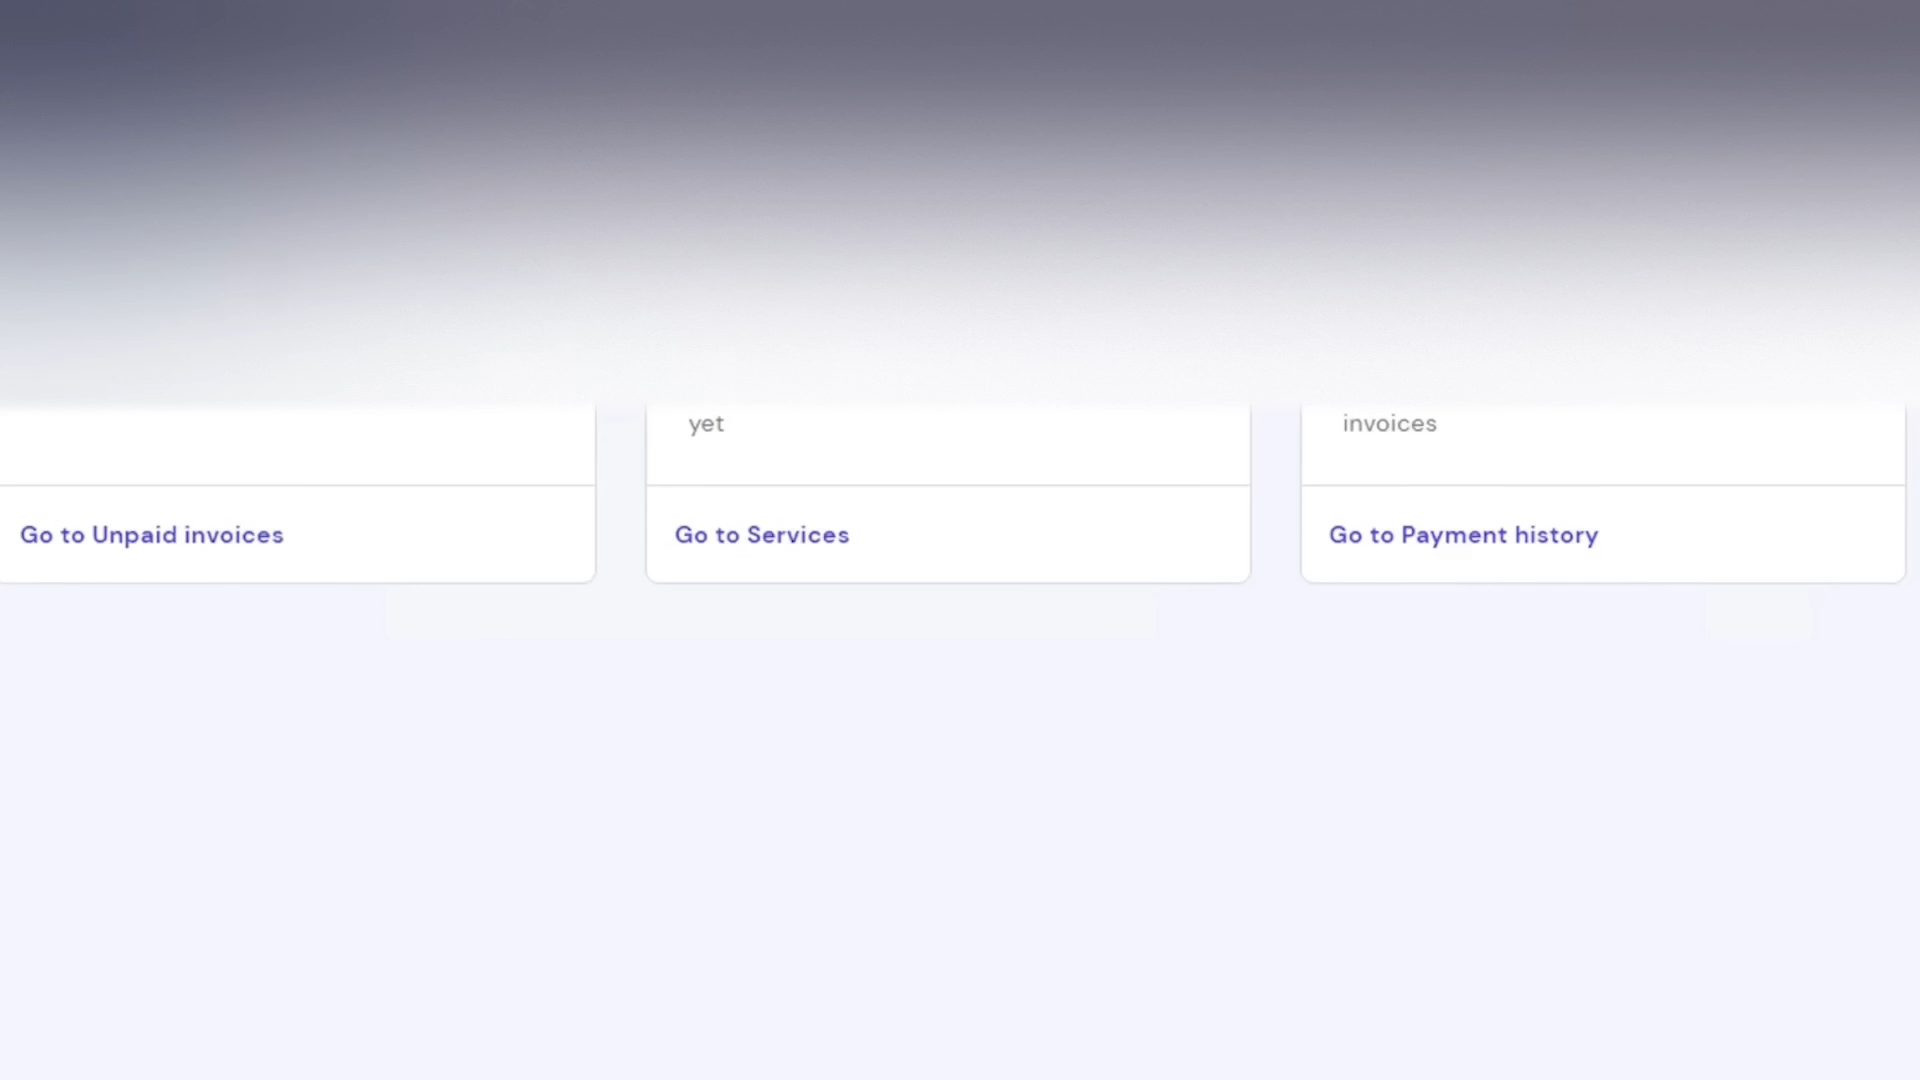 yet
invoices
Go to Unpaid invoices
Go to Services
Go to Payment history